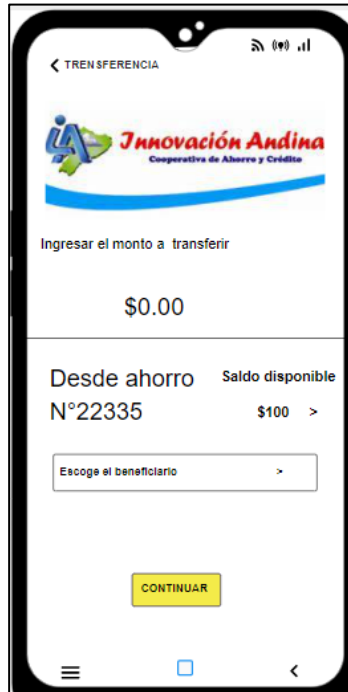 TRENSFERENCIA
iA Innovación Andina
Cooperativa de Ahorro y Crédito
Ingresar el monto a transferir
$0.00
Desde ahorro Saldo disponible
N°22335 $100 >
Escoge el beneficiario >
CONTINUAR